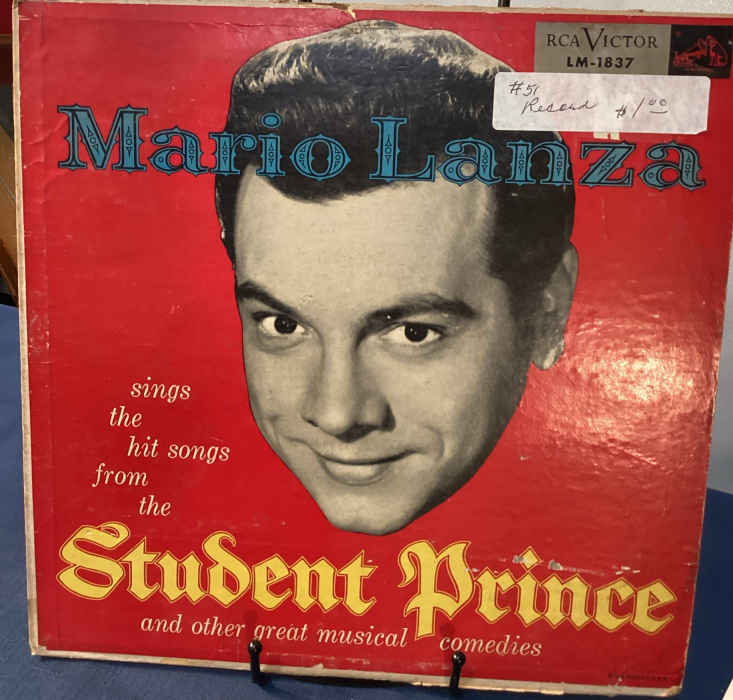 RCA VICTOR
LM-1837
#51
Record $1.00
Mario Lanza
sings
the
hit songs
from
the
Student Prince
and other great musical comedies